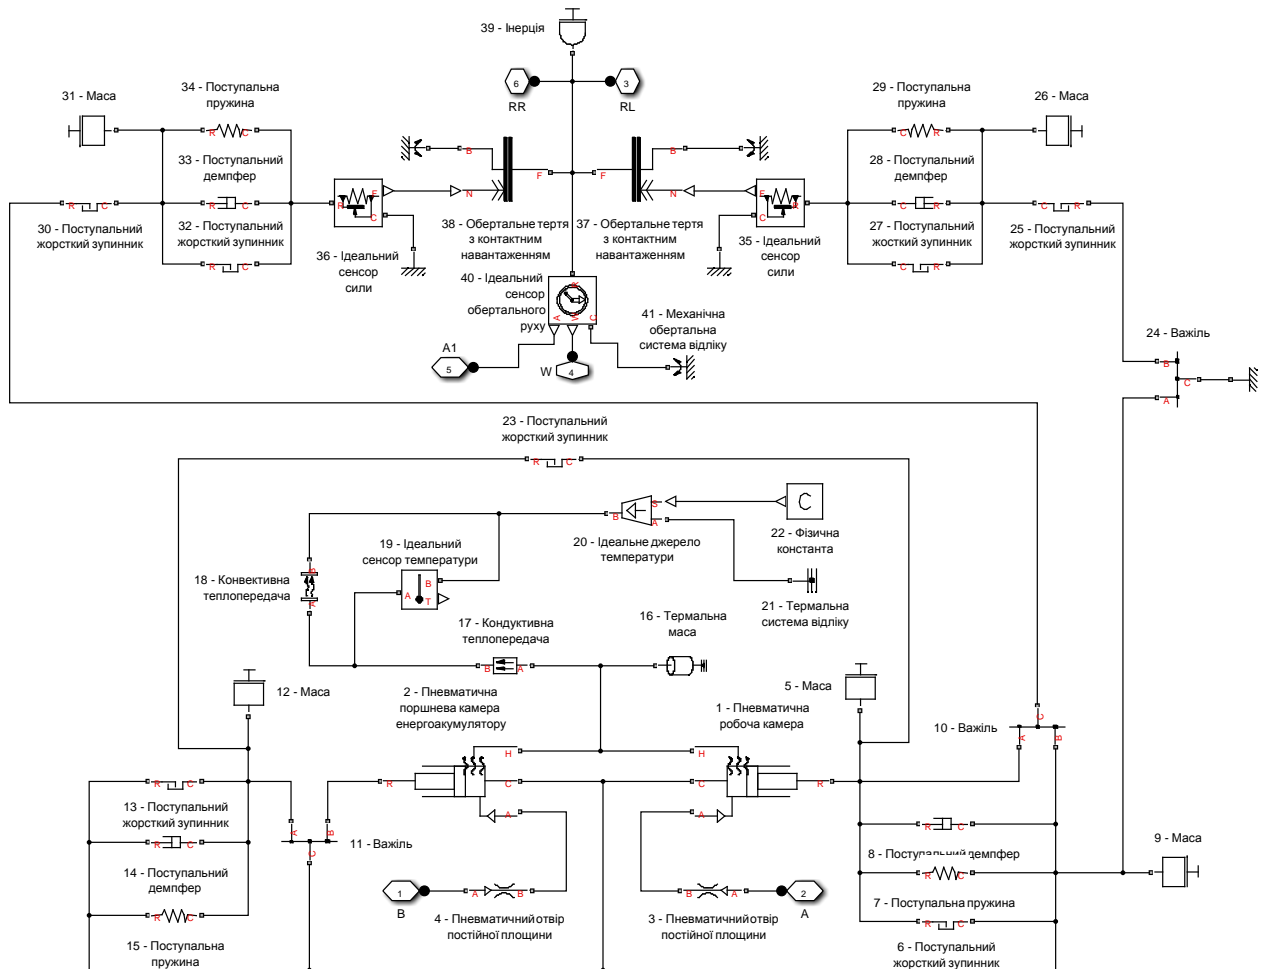 39 - Інерція
6
3
RR
RL
34 - Поступальна
пружина
31 - Маса
R C
33 - Поступальний
демпфер
R C
R C
30 - Поступальний
жорсткий зупинник
32 - Поступальний
жорсткий зупинник
R C
R
F
C
36 - Ідеальний
сенсор
сили
B
N
F
38 - Обертальне тертя
з контактним
навантаженням
F
B
N
37 - Обертальне тертя
з контактним
навантаженням
F
C
35 - Ідеальний
сенсор
сили
29 - Поступальна
пружина
26 - Маса
C R
28 - Поступальний
демпфер
C R
C R
27 - Поступальний
жосткий зупинник
25 - Поступальний
жорсткий зупинник
C R
40 - Ідеальний
сенсор
обертального
руху
R
A W C
41 - Механічна
обертальна
система відліку
A1
5
W
4
24 - Важіль
B
C
A
23 - Поступальний
жорсткий зупинник
R C
B S
A
C
20 - Ідеальне джерело
температури
22 - Фізична
константа
19 - Ідеальний
сенсор температури
A B
T
18 - Конвективна
теплопередача
B
A
21 - Термальна
система відліку
17 - Кондуктивна
теплопередача
B A
16 - Термальна
маса
12 - Маса
2 - Пневматична
поршнева камера
енергоакумулятору
1 - Пневматична
робоча камера
5 - Маса
10 - Важіль
C
A B
H
R C
A
H
C R
A
R C
13 - Поступальний
жорсткий зупинник
R C
14 - Поступальний
демпфер
R C
15 - Поступальна
пружина
A B
C
11 - Важіль
1
B
A B
4 - Пневматичний отвір
постійної площини
B A
3 - Пневматичний отвір
постійної площини
2
A
R C
8 - Поступальний демпфер
R C
7 - Поступальна пружина
R C
6 - Поступальний
жорсткий зупинник
9 - Маса